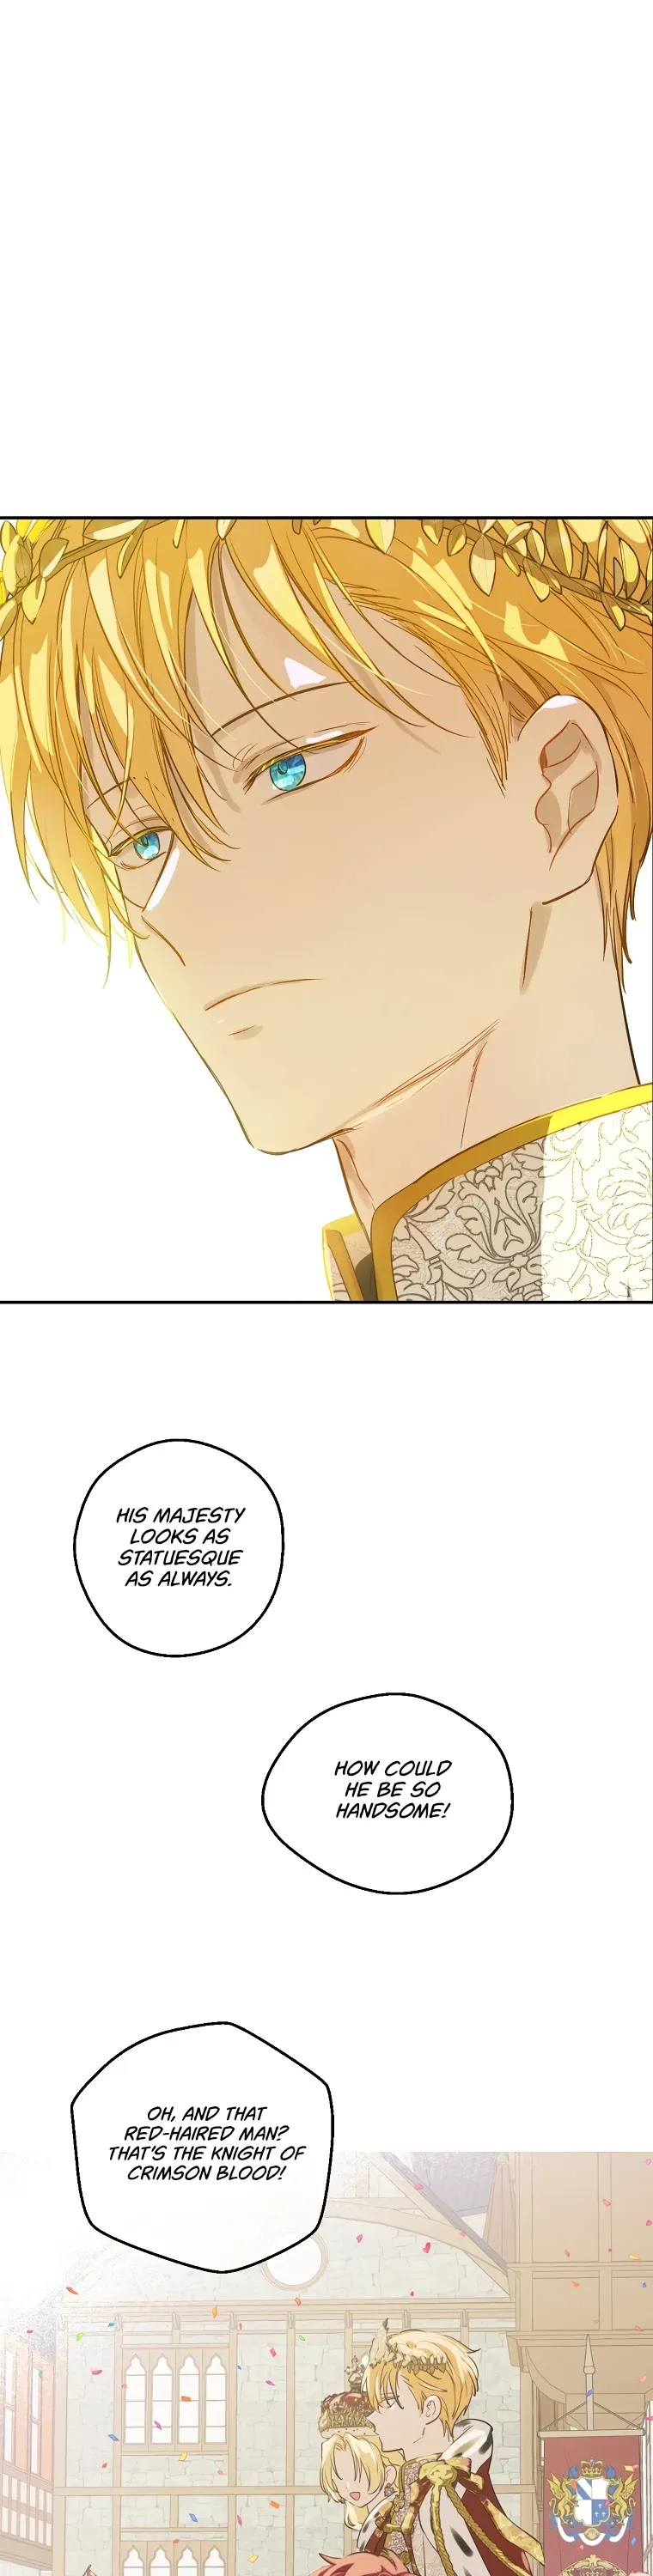 HIS MAJESTY
LOOKS AS
STATUESQUE
AS ALWAYS.
HOW COULD
HE BE SO
HANDSOME!
OH, AND THAT
RED-HAIRED MAN?
THAT'S THE KNIGHT OF
CRIMSON BLOOD!